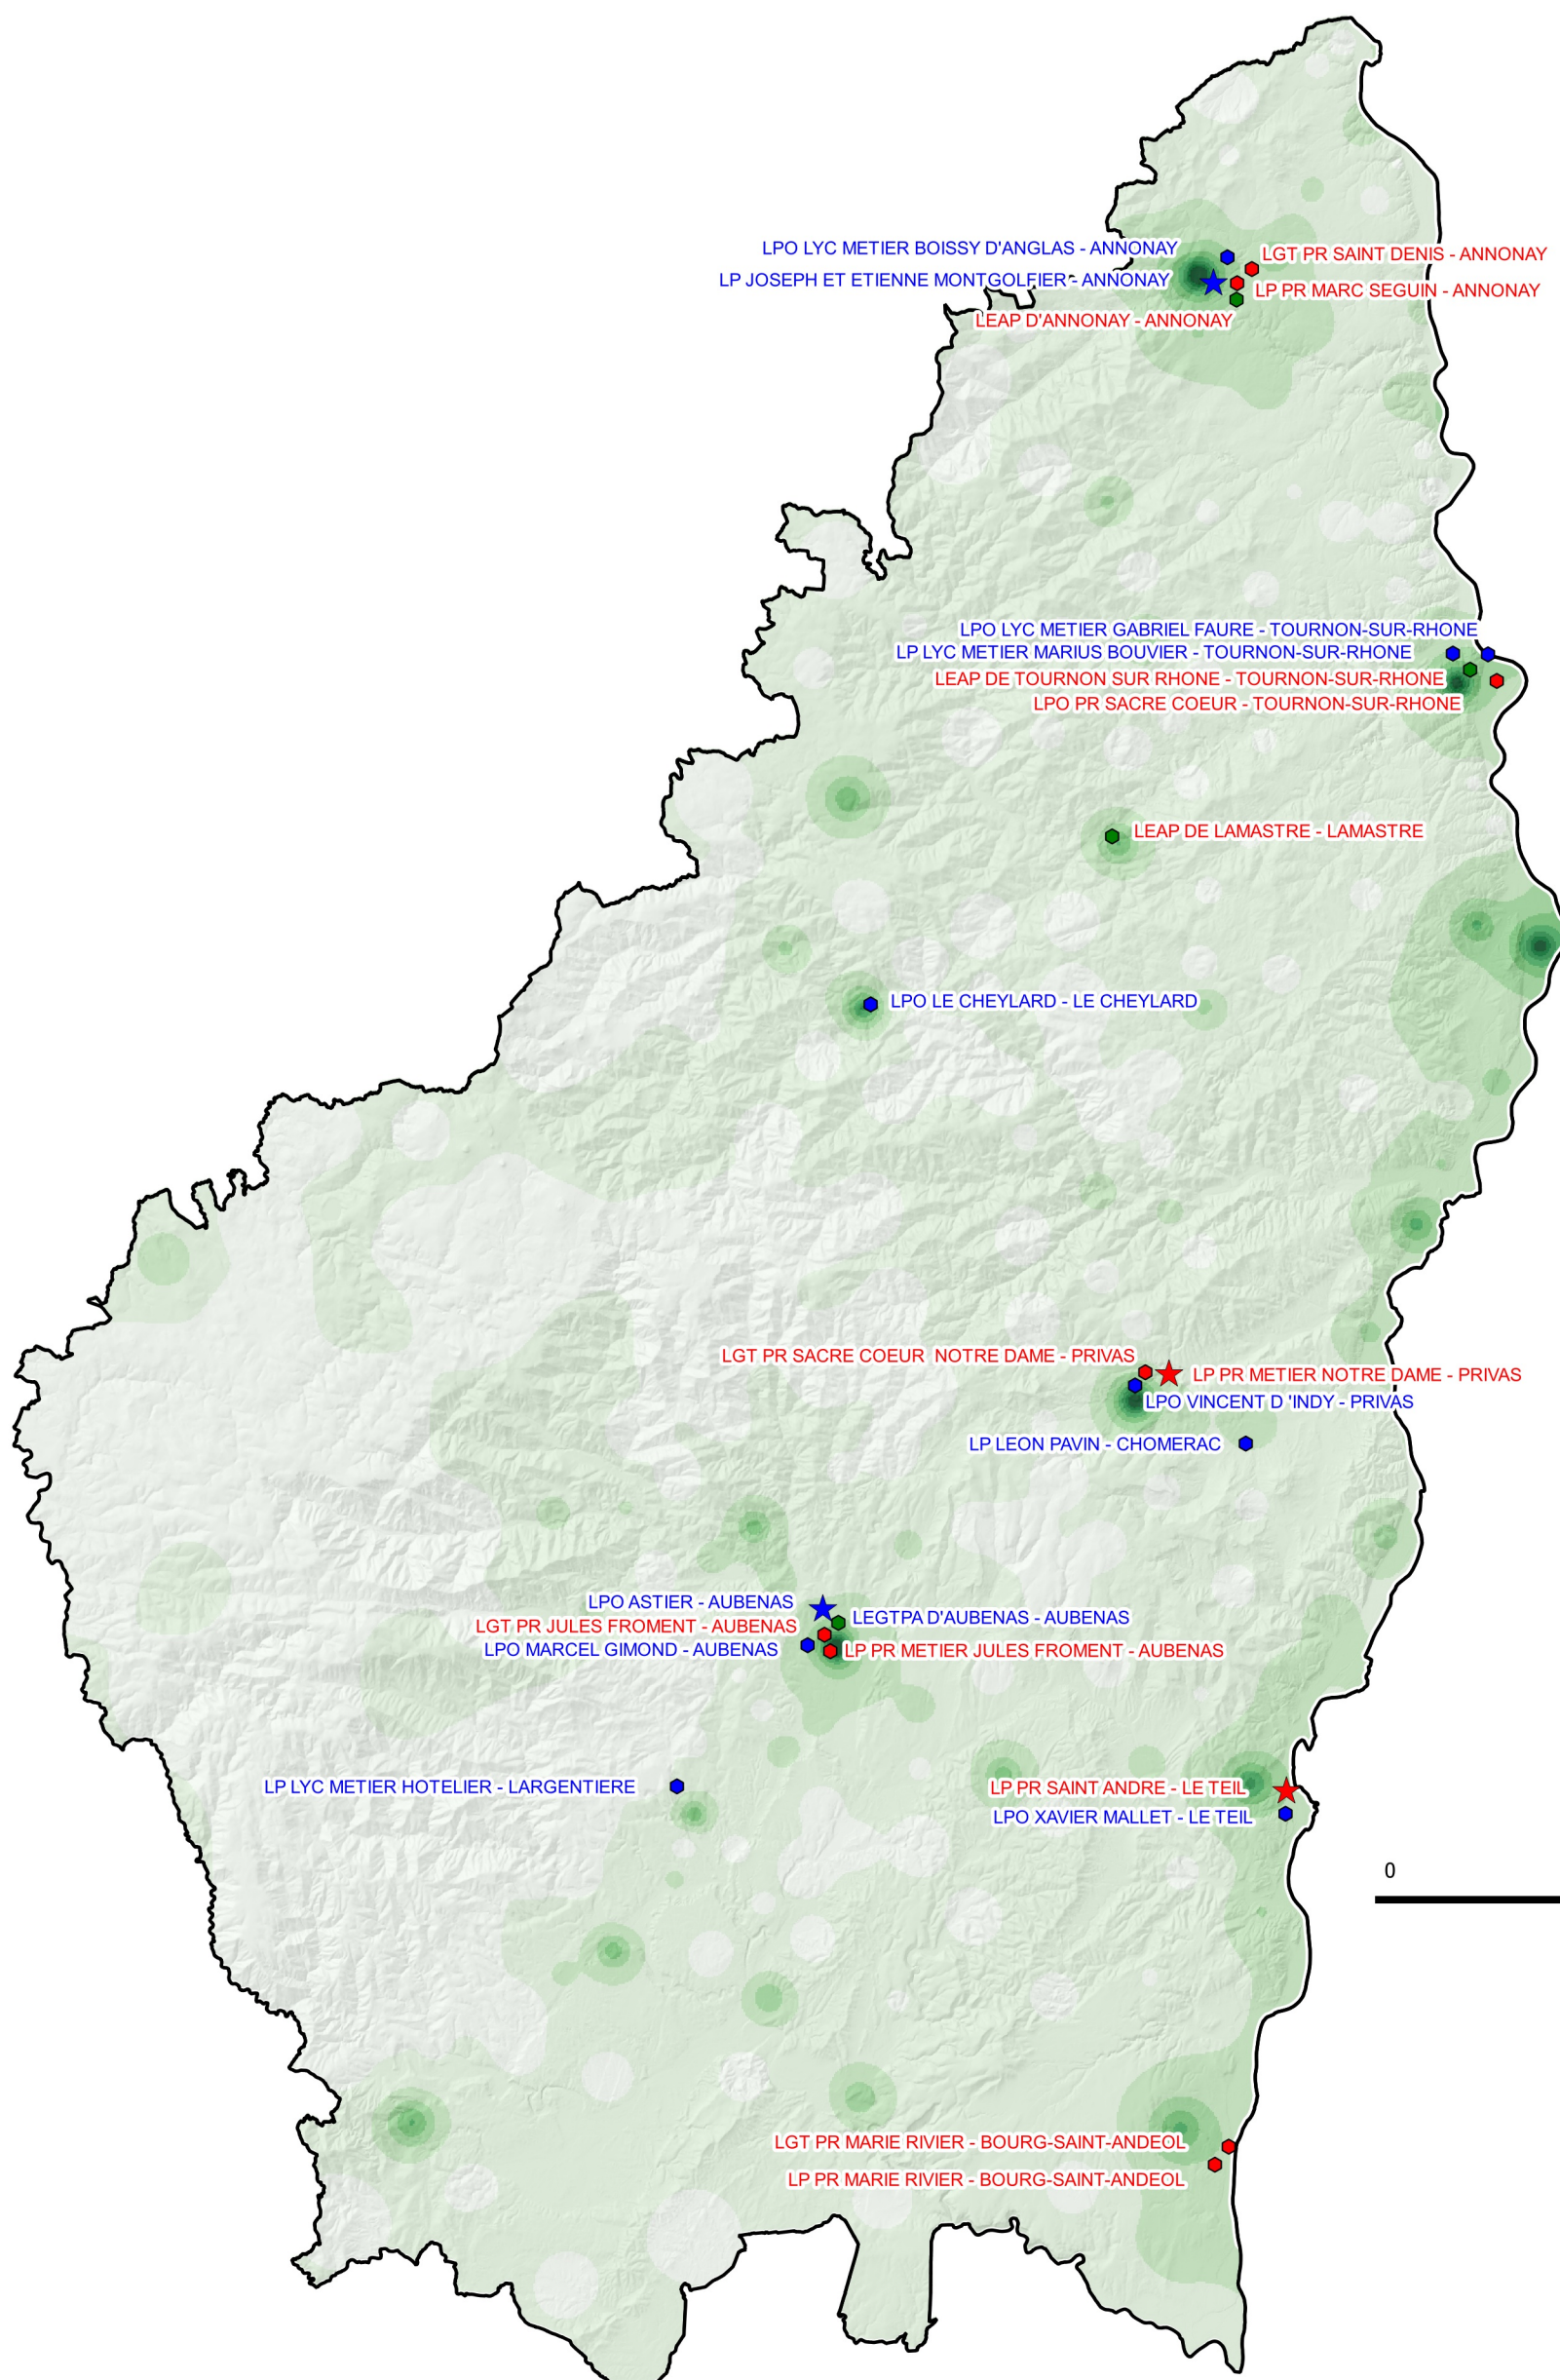 LPO LYC METIER BOISSY D'ANGLAS - ANNONAY
LGT PR SAINT DENIS - ANNONAY
LP JOSEPH ET ETIENNE MONTGOLFIER - ANNONAY
LP PR MARC SEGUIN - ANNONAY
LEAP D'ANNONAY - ANNONAY
LPO LYC METIER GABRIEL FAURE - TOURNON-SUR-RHONE
LP LYC METIER MARIUS BOUVIER - TOURNON-SUR-RHONE
LEAP DE TOURNON SUR RHONE - TOURNON-SUR-RHONE
LPO PR SACRE COEUR - TOURNON-SUR-RHONE
LEAP DE LAMASTRE - LAMASTRE
LPO LE CHEYLARD - LE CHEYLARD
LGT PR SACRE COEUR  NOTRE DAME - PRIVAS
LP PR METIER NOTRE DAME - PRIVAS
LPO VINCENT D 'INDY - PRIVAS
LP LEON PAVIN - CHOMERAC
LPO ASTIER - AUBENAS
LEGTPA D'AUBENAS - AUBENAS
LGT PR JULES FROMENT - AUBENAS
LPO MARCEL GIMOND - AUBENAS
LP PR METIER JULES FROMENT - AUBENAS
LP LYC METIER HOTELIER - LARGENTIERE
LP PR SAINT ANDRE - LE TEIL
LPO XAVIER MALLET - LE TEIL
0
LGT PR MARIE RIVIER - BOURG-SAINT-ANDEOL
LP PR MARIE RIVIER - BOURG-SAINT-ANDEOL